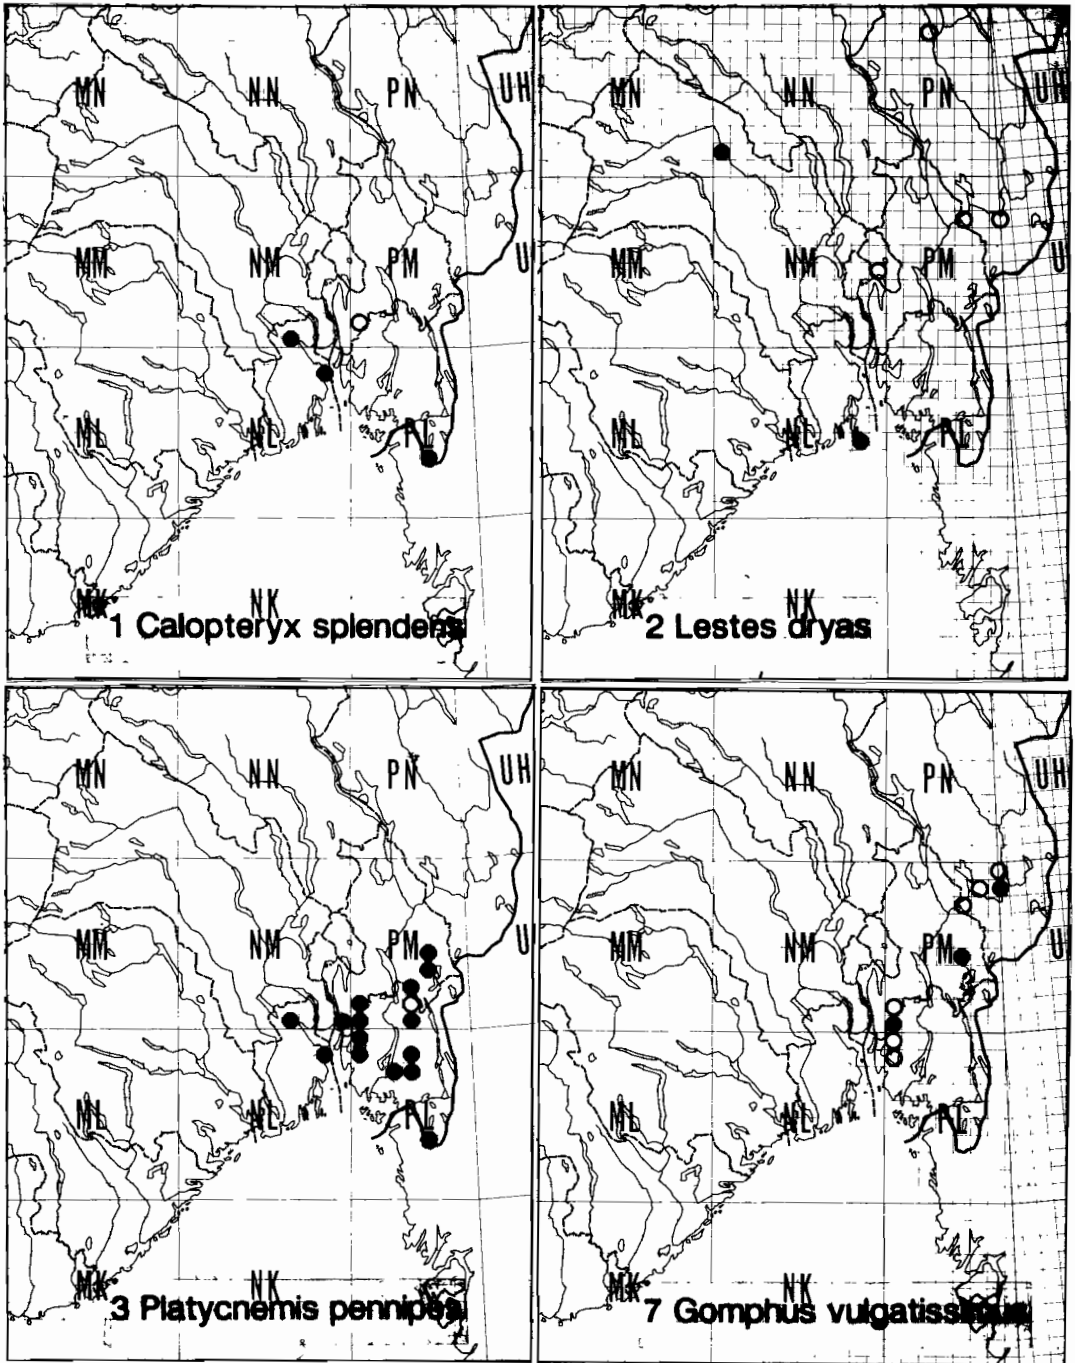 MN NN PN UH
MM NM PM U
ML NL PL
MK NK
1 Calopteryx splendens
MN NN PN UH
MM NM PM U
ML NL PL
MK NK
2 Lestes dryas
MN NN PN UH
MM NM PM U
ML NL PL
MK NK
3 Platycnemis pennipes
MN NN PN UH
MM NM PM U
ML NL PL
MK NK
7 Gomphus vulgatissimus